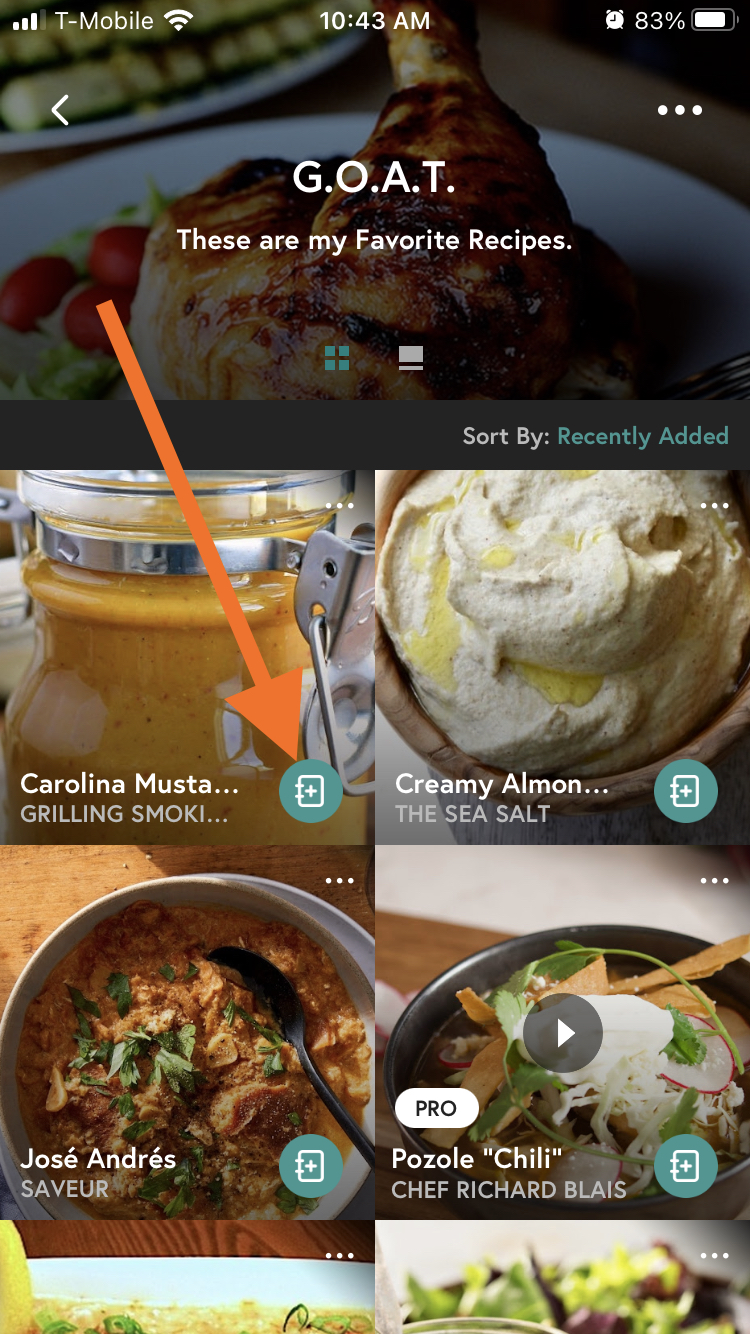 T-Mobile 10:43 AM 83%
G.O.A.T.
These are my Favorite Recipes.
Sort By: Recently Added
Carolina Musta...
GRILLING SMOKI...
Creamy Almon...
THE SEA SALT
José Andrés
SAVEUR
PRO
Pozole "Chili"
CHEF RICHARD BLAIS